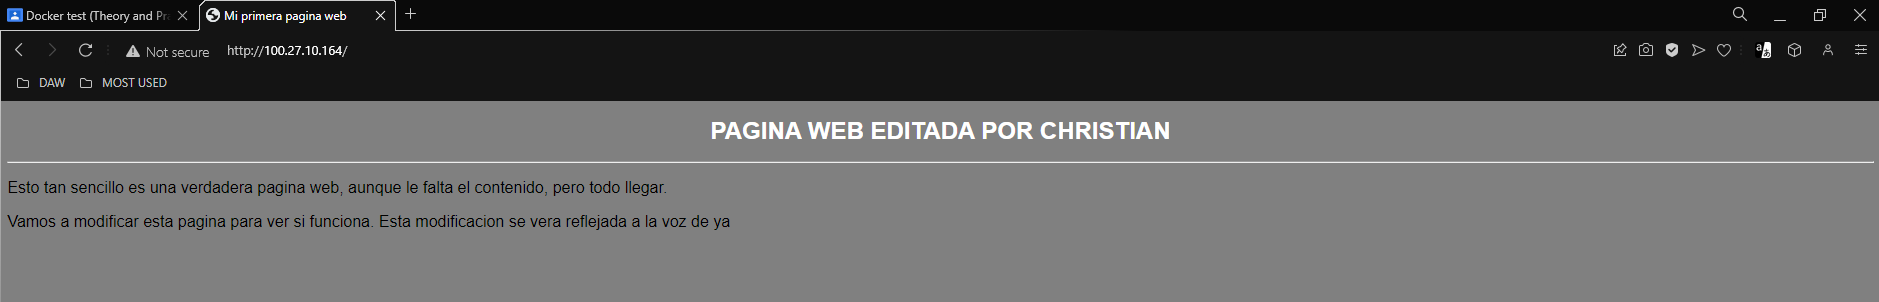 Docker test (Theory and Pra
Mi primera pagina web
Not secure
http://100.27.10.164/
DAW
MOST USED
PAGINA WEB EDITADA POR CHRISTIAN
Esto tan sencillo es una verdadera pagina web, aunque le falta el contenido, pero todo llegar.
Vamos a modificar esta pagina para ver si funciona. Esta modificacion se vera reflejada a la voz de ya